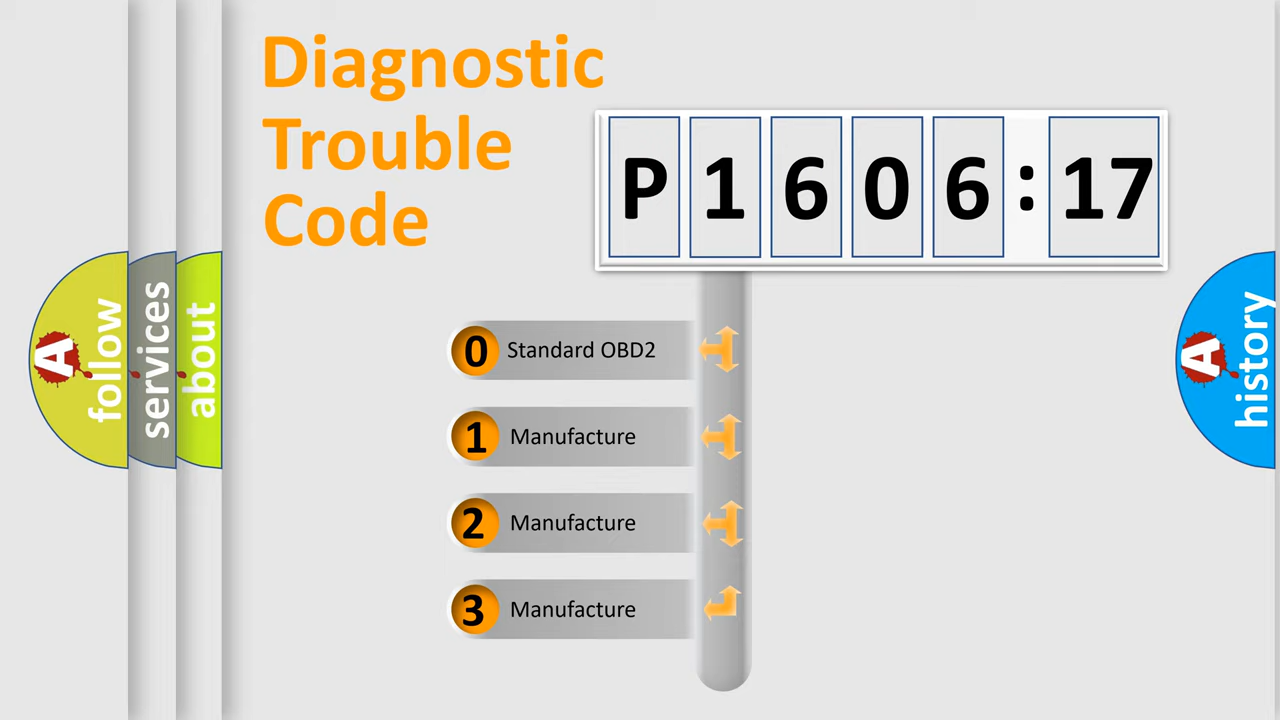 Diagnostic
Trouble
Code
P 1 6 0 6 : 17
0 Standard OBD2
1 Manufacture
2 Manufacture
3 Manufacture
A follow
services
about
A history